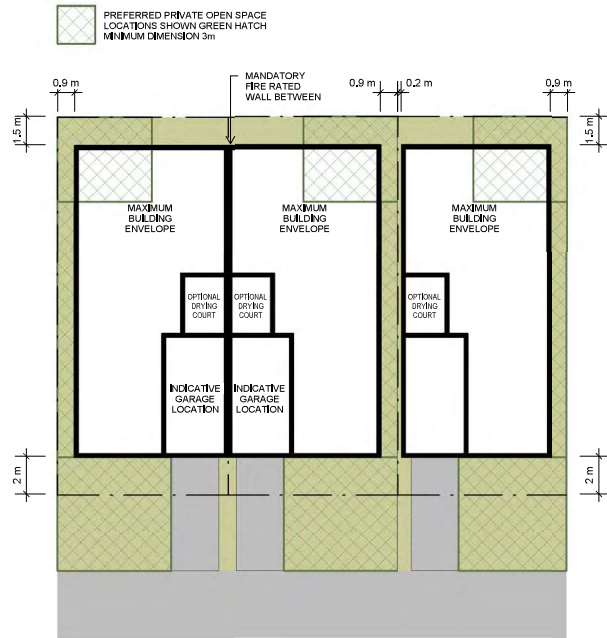 PREFERRED PRIVATE OPEN SPACE
LOCATIONS SHOWN GREEN HATCH
MINIMUM DIMENSION 3m
MANDATORY
FIRE RATED
WALL BETWEEN
0.9 m
0.9 m
0.2 m
0.9 m
1.5 m
1.5 m
MAXIMUM
BUILDING
ENVELOPE
MAXIMUM
BUILDING
ENVELOPE
MAXIMUM
BUILDING
ENVELOPE
OPTIONAL
DRYING
COURT
OPTIONAL
DRYING
COURT
OPTIONAL
DRYING
COURT
INDICATIVE
GARAGE
LOCATION
INDICATIVE
GARAGE
LOCATION
2 m
2 m